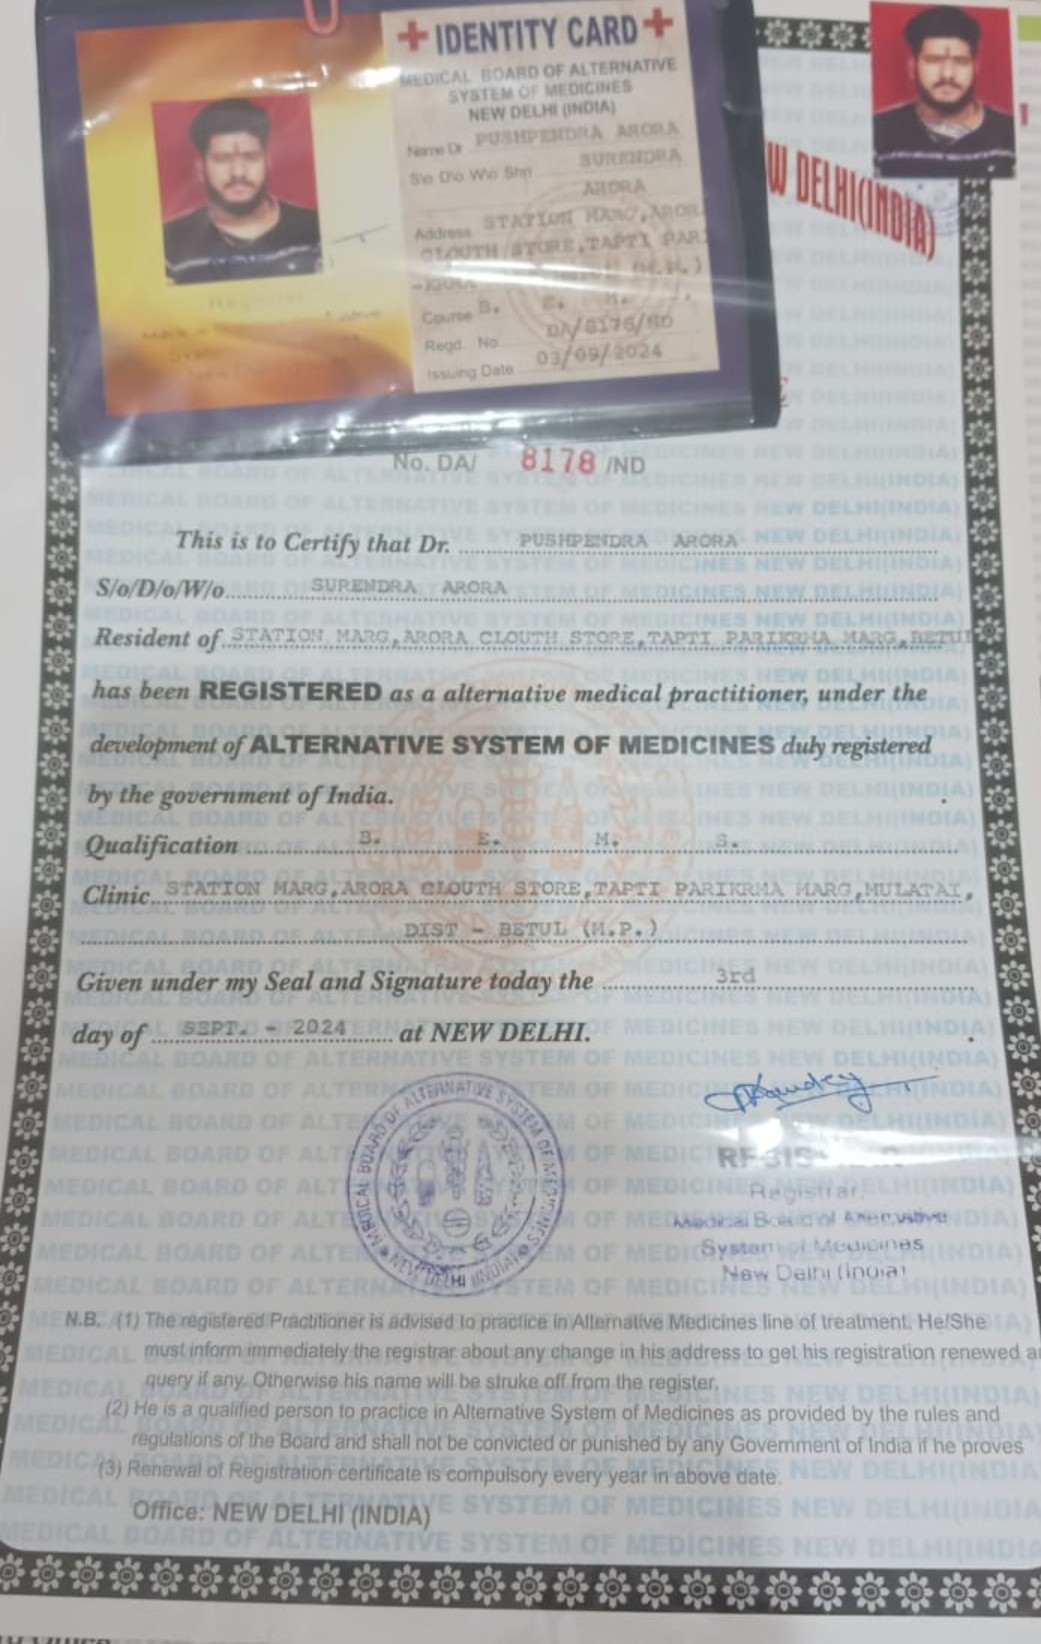 IDENTITY CARD
MEDICAL BOARD OF ALTERNATIVE
SYSTEM OF MEDICINES
NEW DELHI (INDIA)
Name Dr PUSHPENDRA ARORA
S/o D/o W/o Shri SURENDRA
ARORA
Address STATION MARG, AROR
CLOUTH STORE, TAPTI PARI
(M.P.)
Course B. E. M.
Regd. No DA/8178/ND
Issuing Date 03/09/2024
W DELHI(INDIA)
No. DA/ 8178 /ND
This is to Certify that Dr. PUSHPENDRA ARORA
S/o/D/o/W/o SURENDRA ARORA
Resident of STATION MARG,ARORA CLOUTH STORE,TAPTI PARIKRMA MARG,BETUL
has been REGISTERED as a alternative medical practitioner, under the
development of ALTERNATIVE SYSTEM OF MEDICINES duly registered
by the government of India.
Qualification B. E. M. S.
Clinic STATION MARG,ARORA CLOUTH STORE,TAPTI PARIKRMA MARG,MULATAI,
DIST - BETUL (M.P.)
Given under my Seal and Signature today the 3rd
day of SEPT. - 2024 at NEW DELHI.
MEDICAL BOARD OF ALTERNATIVE SYSTEM OF MEDICINES
NEW DELHI (INDIA)
Registrar
Medical Board of Alternative
System of Medicines
New Delhi (India)
N.B. (1) The registered Practitioner is advised to practice in Alternative Medicines line of treatment. He/She
must inform immediately the registrar about any change in his address to get his registration renewed an
query if any. Otherwise his name will be struke off from the register.
(2) He is a qualified person to practice in Alternative System of Medicines as provided by the rules and
regulations of the Board and shall not be convicted or punished by any Government of India if he proves
(3) Renewal of Registration certificate is compulsory every year in above date.
Office: NEW DELHI (INDIA)